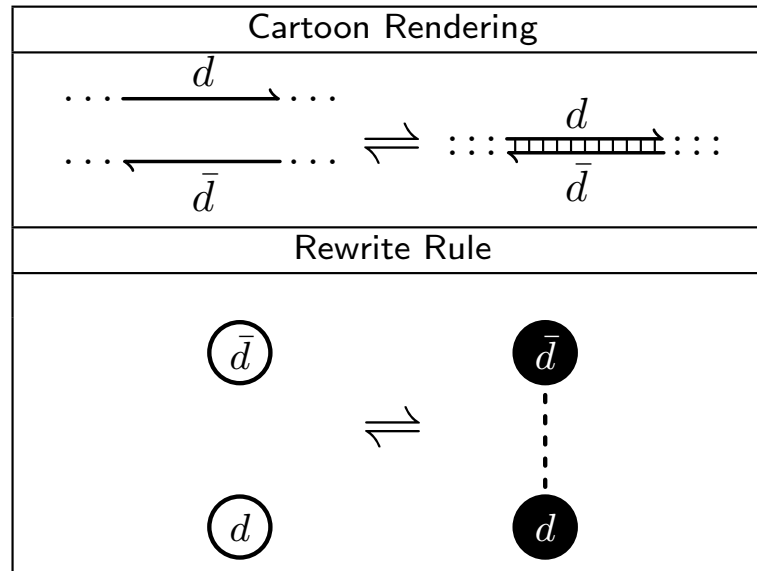 Cartoon Rendering
· · · d · · ·
· · · d̄ · · ·
⇌
: : : d : : :
d̄
Rewrite Rule
d̄ d̄
⇌
d d